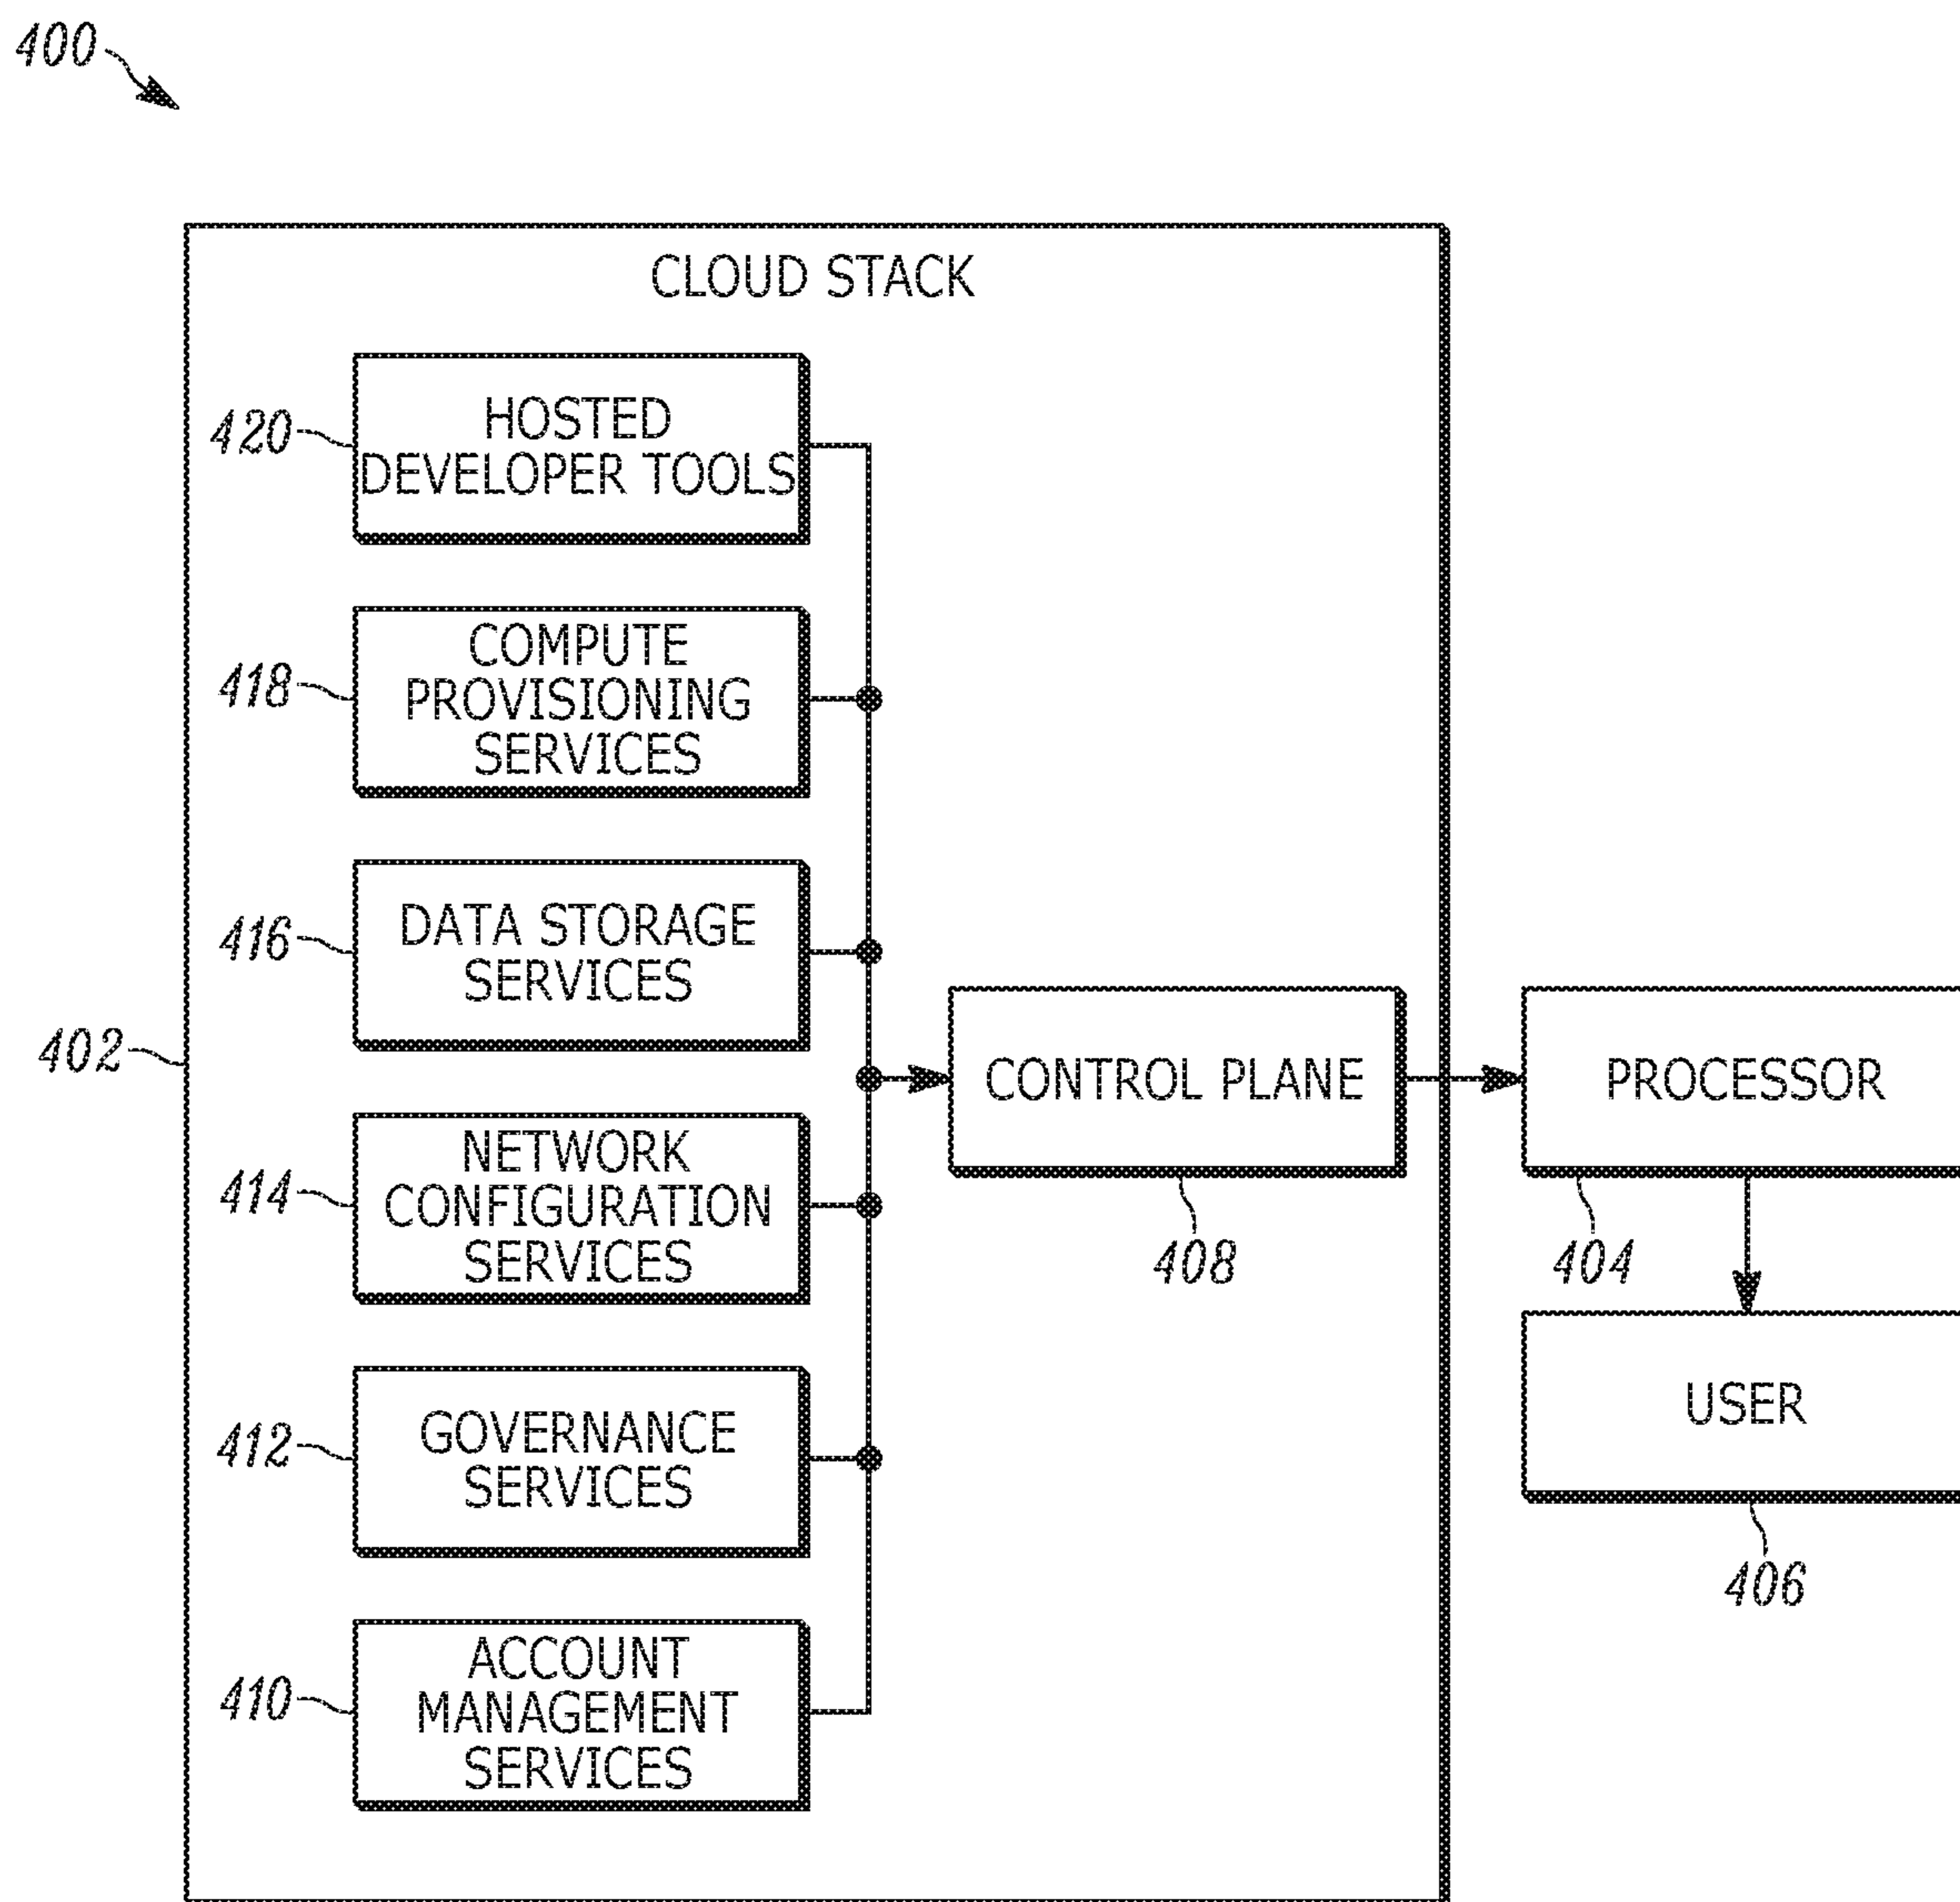 400
CLOUD STACK
420
HOSTED
DEVELOPER TOOLS
418
COMPUTE
PROVISIONING
SERVICES
416
DATA STORAGE
SERVICES
402
CONTROL PLANE
408
PROCESSOR
404
414
NETWORK
CONFIGURATION
SERVICES
USER
406
412
GOVERNANCE
SERVICES
410
ACCOUNT
MANAGEMENT
SERVICES